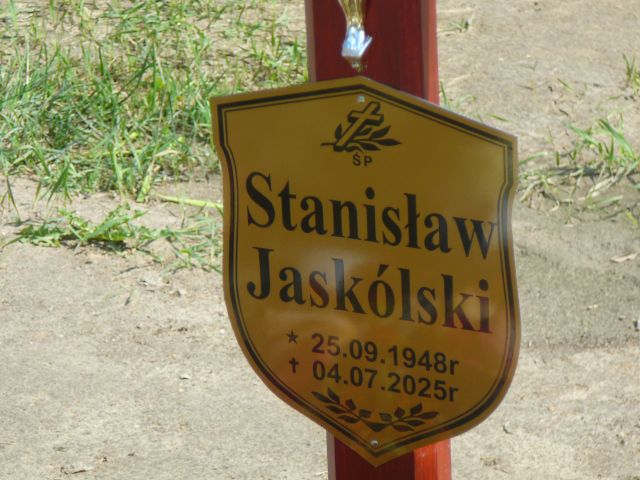 ŚP
Stanisław
Jaskólski
★ 25.09.1948r
✝ 04.07.2025r